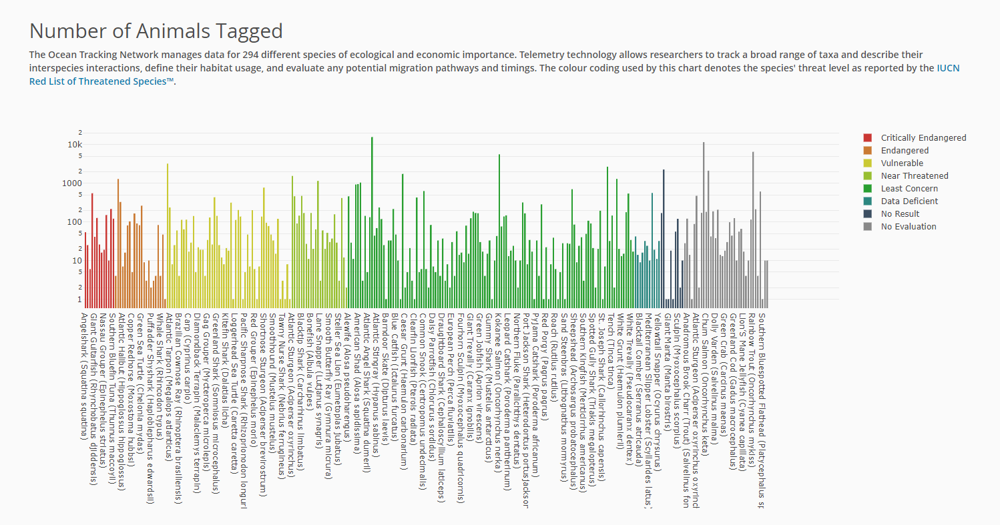 Number of Animals Tagged
The Ocean Tracking Network manages data for 294 different species of ecological and economic importance. Telemetry technology allows researchers to track a broad range of taxa and describe their
interspecies interactions, define their habitat usage, and evaluate any potential migration pathways and timings. The colour coding used by this chart denotes the species' threat level as reported by the IUCN
Red List of Threatened Species™.
2
10k
5
2
1000
5
2
100
5
2
10
5
2
1
Critically Endangered
Endangered
Vulnerable
Near Threatened
Least Concern
Data Deficient
No Result
No Evaluation
Angelshark (Squatina squatina)
Giant Guitarfish (Rhynchobatus djiddensis)
Nassau Grouper (Epinephelus striatus)
Southern Bluefin Tuna (Thunnus maccoyii)
Atlantic Halibut (Hippoglossus hippoglossus)
Copper Redhorse (Moxostoma hubbsi)
Green Sea Turtle (Chelonia mydas)
Puffadder Shyshark (Haploblepharus edwardsii)
Whale Shark (Rhincodon typus)
Atlantic Tarpon (Megalops atlanticus)
Brazilian Cownose Ray (Rhinoptera brasiliensis)
Carp (Cyprinus carpio)
Diamondback Terrapin (Malaclemys terrapin)
Gag Grouper (Mycteroperca microlepis)
Greenland Shark (Somniosus microcephalus)
Kitefin Shark (Dalatias licha)
Loggerhead Sea Turtle (Caretta caretta)
Pacific Sharpnose Shark (Rhizoprionodon longuri
Red Grouper (Epinephelus morio)
Shortnose Sturgeon (Acipenser brevirostrum)
Smoothhound (Mustelus mustelus)
Tawny Nurse Shark (Nebrius ferrugineus)
Atlantic Sturgeon (Acipenser oxyrinchus)
Blacktip Shark (Carcharhinus limbatus)
Bonefish (Albula vulpes)
Lane Snapper (Lutjanus synagris)
Smooth Butterfly Ray (Gymnura micrura)
Steller Sea Lion (Eumetopias jubatus)
Alewife (Alosa pseudoharengus)
American Shad (Alosa sapidissima)
Atlantic Angel Shark (Squatina dumeril)
Atlantic Stingray (Hypanus sabinus)
Barndoor Skate (Dipturus laevis)
Blue Catfish (Ictalurus furcatus)
Caesar Grunt (Haemulon carbonarium)
Clearfin Lionfish (Pterois radiata)
Common Snook (Centropomus undecimalis)
Daisy Parrotfish (Chlorurus sordidus)
Draughtboard Shark (Cephaloscyllium laticeps)
European Perch (Perca fluviatilis)
Fourhorn Sculpin (Myoxocephalus quadricornis)
Giant Trevally (Caranx ignobilis)
Green Jobfish (Aprion virescens)
Gummy Shark (Mustelus antarcticus)
Kokanee Salmon (Oncorhynchus nerka)
Leopard Catshark (Poroderma pantherinum)
Northern Fluke (Paralichthys dentatus)
Port Jackson Shark (Heterodontus portusjackson
Pyjama Catshark (Poroderma africanum)
Red Porgy (Pagrus pagrus)
Roach (Rutilus rutilus)
Sand Steenbras (Lithognathus mormyrus)
Sheepshead (Archosargus probatocephalus)
Southern Kingfish (Menticirrhus americanus)
Spotted Gully Shark (Triakis megalopterus)
St. Joseph Shark (Callorhinchus capensis)
Tench (Tinca tinca)
White Grunt (Haemulon plumierii)
White Trevally (Pseudocaranx dentex)
Blacktail Comber (Serranus atricauda)
Mediterranean Slipper Lobster (Scyllarides latus)
Yellowtail Snapper (Ocyurus chrysurus)
Giant Manta (Manta birostris)
Sculpin (Myoxocephalus scorpius)
Anadromous Brook Charr (Trout) (Salvelinus fon
Atlantic Sturgeon (Acipenser oxyrinchus oxyrinch
Chum Salmon (Oncorhynchus keta)
Dolly Varden (Salvelinus malma)
Green Crab (Carcinus maenas)
Greenland Cod (Gadus macrocephalus)
Lion'S Mane Jellyfish (Cyanea capillata)
Rainbow Trout (Oncorhynchus mykiss)
Southern Bluespotted Flathead (Platycephalus sp